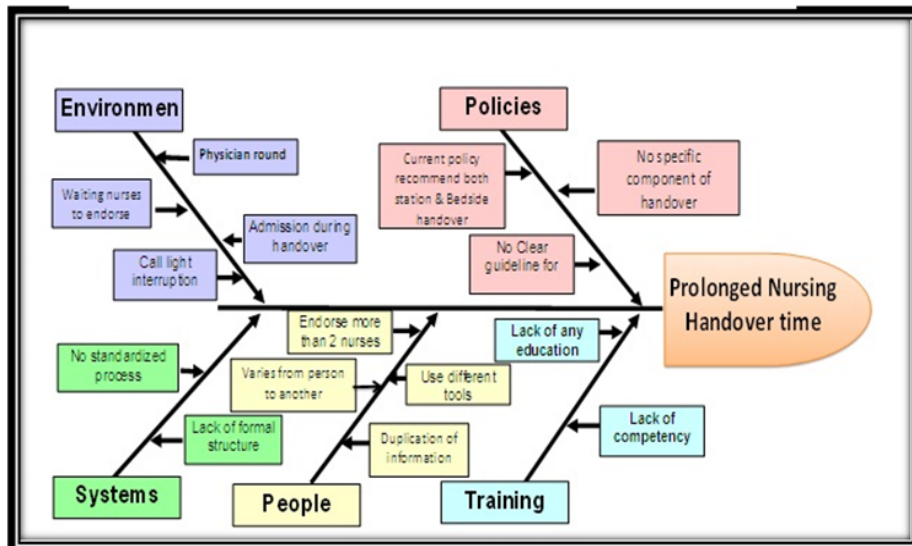 Environmen
Physician round
Waiting nurses
to endorse
Admission during
handover
Call light
interruption
Policies
Current policy
recommend both
station & Bedside
handover
No specific
component of
handover
No Clear
guideline for
Prolonged Nursing
Handover time
No standardized
process
Lack of formal
structure
Systems
Endorse more
than 2 nurses
Varies from person
to another
Use different
tools
Duplication of
information
People
Lack of any
education
Lack of
competency
Training